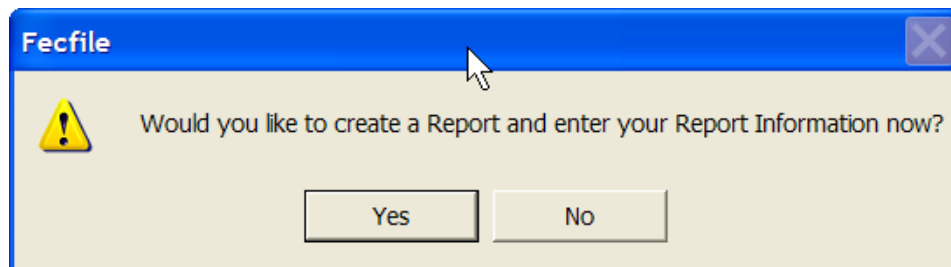 Fecfile
Would you like to create a Report and enter your Report Information now?
Yes
No